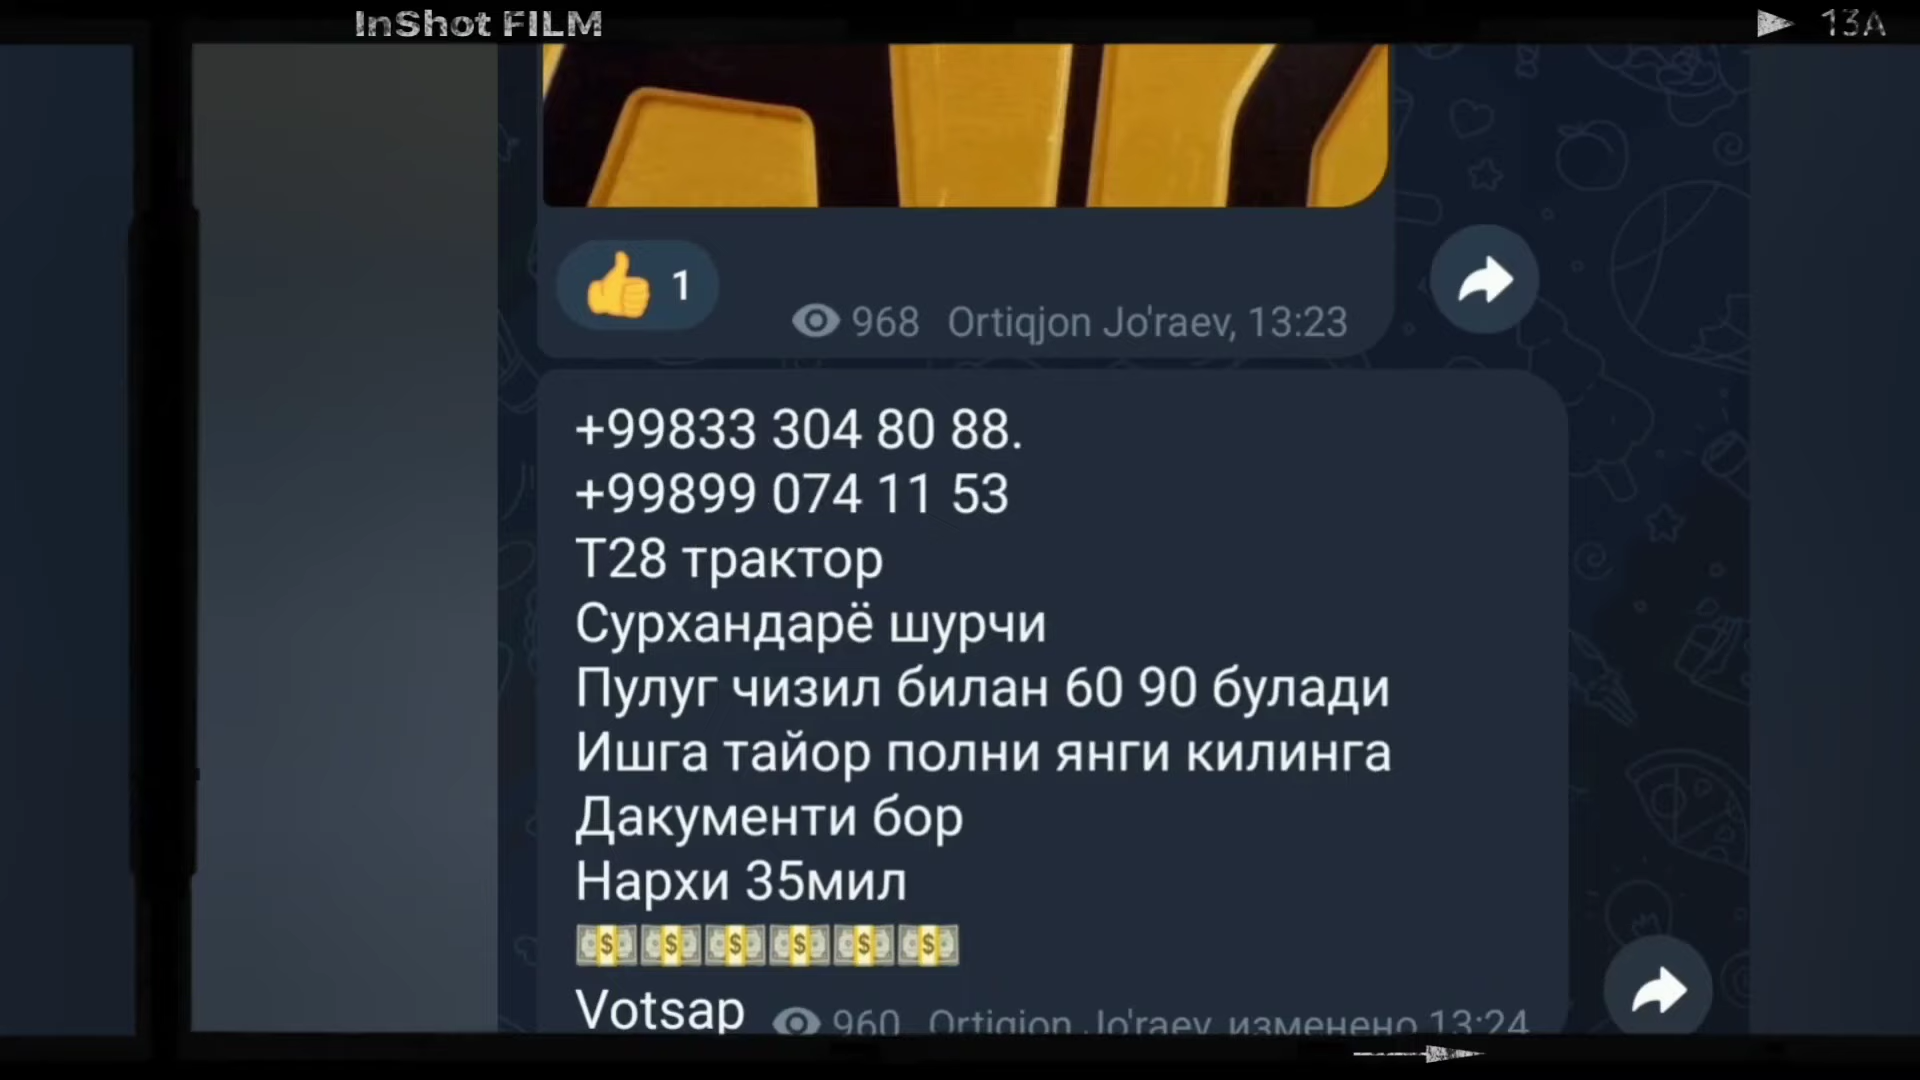 InShot FILM
13A
1
968 Ortiqjon Jo'raev, 13:23
+99833 304 80 88.
+99899 074 11 53
Т28 трактор
Сурхандарё шурчи
Пулуг чизил билан 60 90 булади
Ишга тайор полни янги килинга
Дакументи бор
Нархи 35мил
Votsap
960 Ortiqjon Jo'raev, изменено 13:24